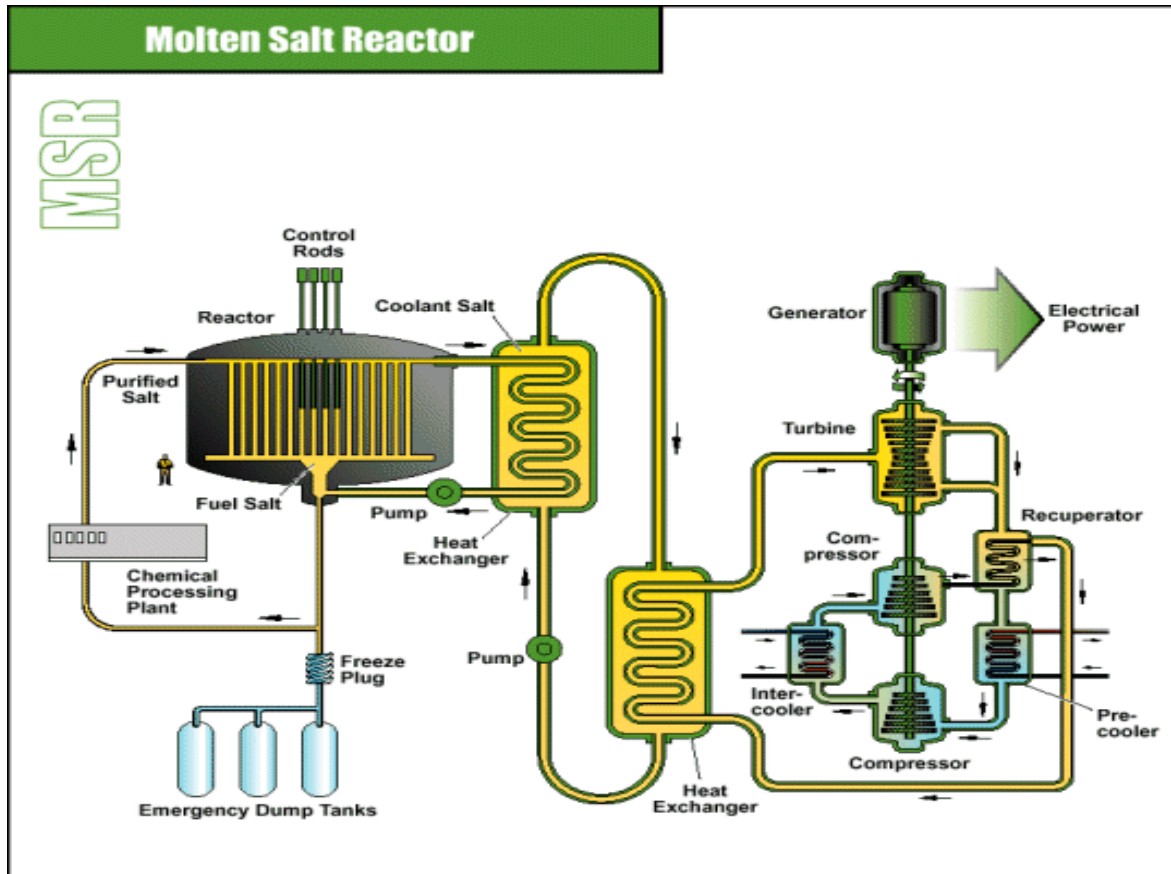 Molten Salt Reactor
MSR
Control
Rods
Coolant Salt
Reactor
Purified
Salt
Fuel Salt
Pump
Heat
Exchanger
Chemical
Processing
Plant
Freeze
Plug
Emergency Dump Tanks
Pump
Heat
Exchanger
Generator
Electrical
Power
Turbine
Recuperator
Com-
pressor
Inter-
cooler
Pre-
cooler
Compressor